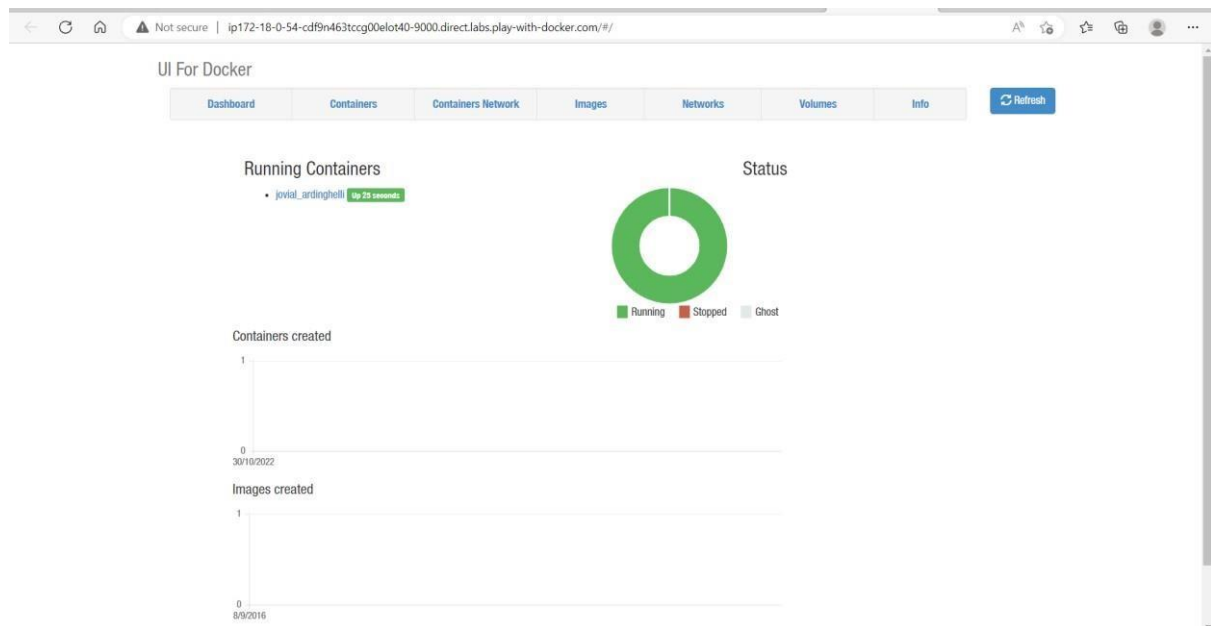 Not secure | ip172-18-0-54-cdf9n463tccg00elot40-9000.direct.labs.play-with-docker.com/#/
UI For Docker
Dashboard Containers Containers Network Images Networks Volumes Info Refresh
Running Containers
jovial_ardinghelli Up 25 seconds
Status
Running Stopped Ghost
Containers created
1
0
30/10/2022
Images created
1
0
8/9/2016